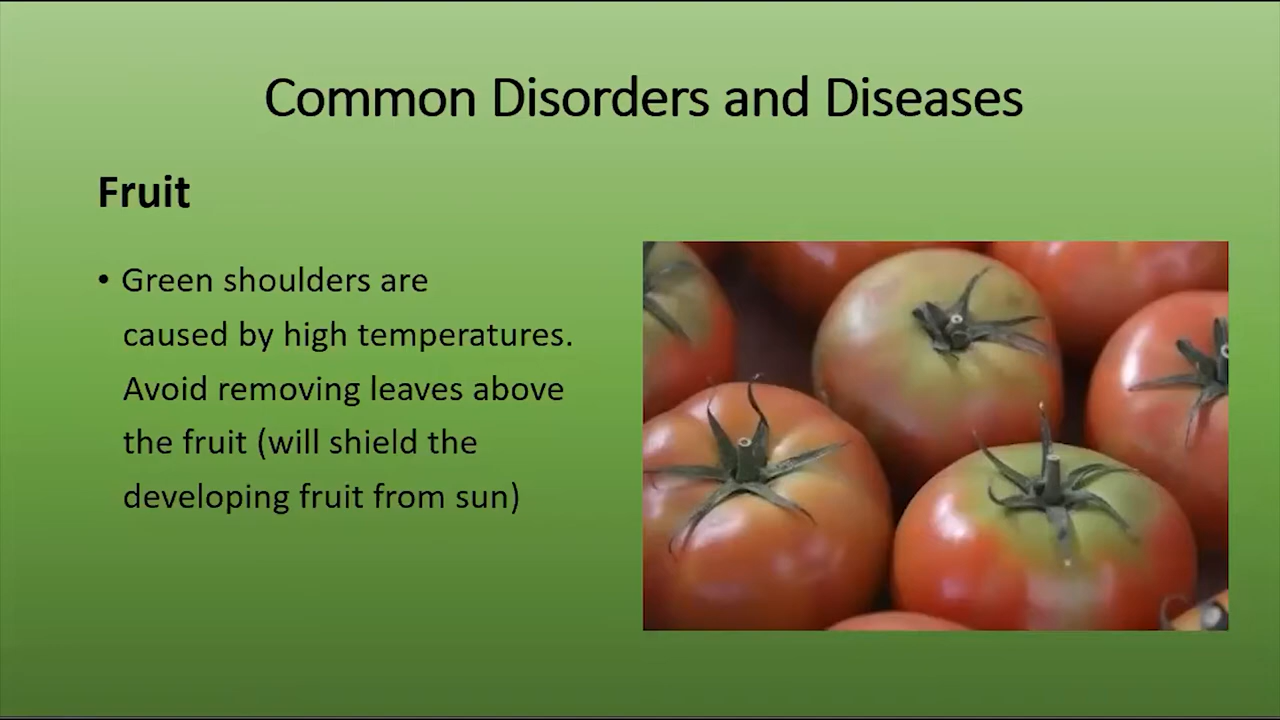 Common Disorders and Diseases
Fruit
• Green shoulders are
caused by high temperatures.
Avoid removing leaves above
the fruit (will shield the
developing fruit from sun)